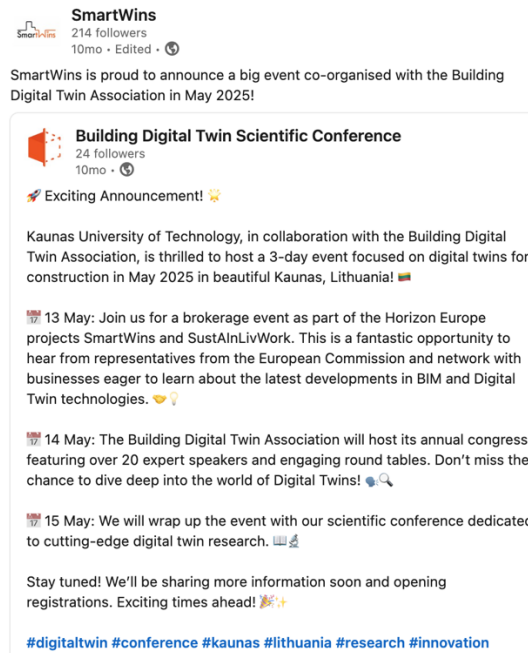 SmartWins
SmartWins
214 followers
10mo • Edited •
SmartWins is proud to announce a big event co-organised with the Building
Digital Twin Association in May 2025!
Building Digital Twin Scientific Conference
24 followers
10mo •
🚀 Exciting Announcement! 🌟
Kaunas University of Technology, in collaboration with the Building Digital
Twin Association, is thrilled to host a 3-day event focused on digital twins for
construction in May 2025 in beautiful Kaunas, Lithuania! 🇱🇹
📅 13 May: Join us for a brokerage event as part of the Horizon Europe
projects SmartWins and SustAInLivWork. This is a fantastic opportunity to
hear from representatives from the European Commission and network with
businesses eager to learn about the latest developments in BIM and Digital
Twin technologies. 🤝💡
📅 14 May: The Building Digital Twin Association will host its annual congress
featuring over 20 expert speakers and engaging round tables. Don’t miss the
chance to dive deep into the world of Digital Twins! 🗣️🔍
📅 15 May: We will wrap up the event with our scientific conference dedicated
to cutting-edge digital twin research. 📖🔬
Stay tuned! We’ll be sharing more information soon and opening
registrations. Exciting times ahead! 🎉✨
#digitaltwin #conference #kaunas #lithuania #research #innovation